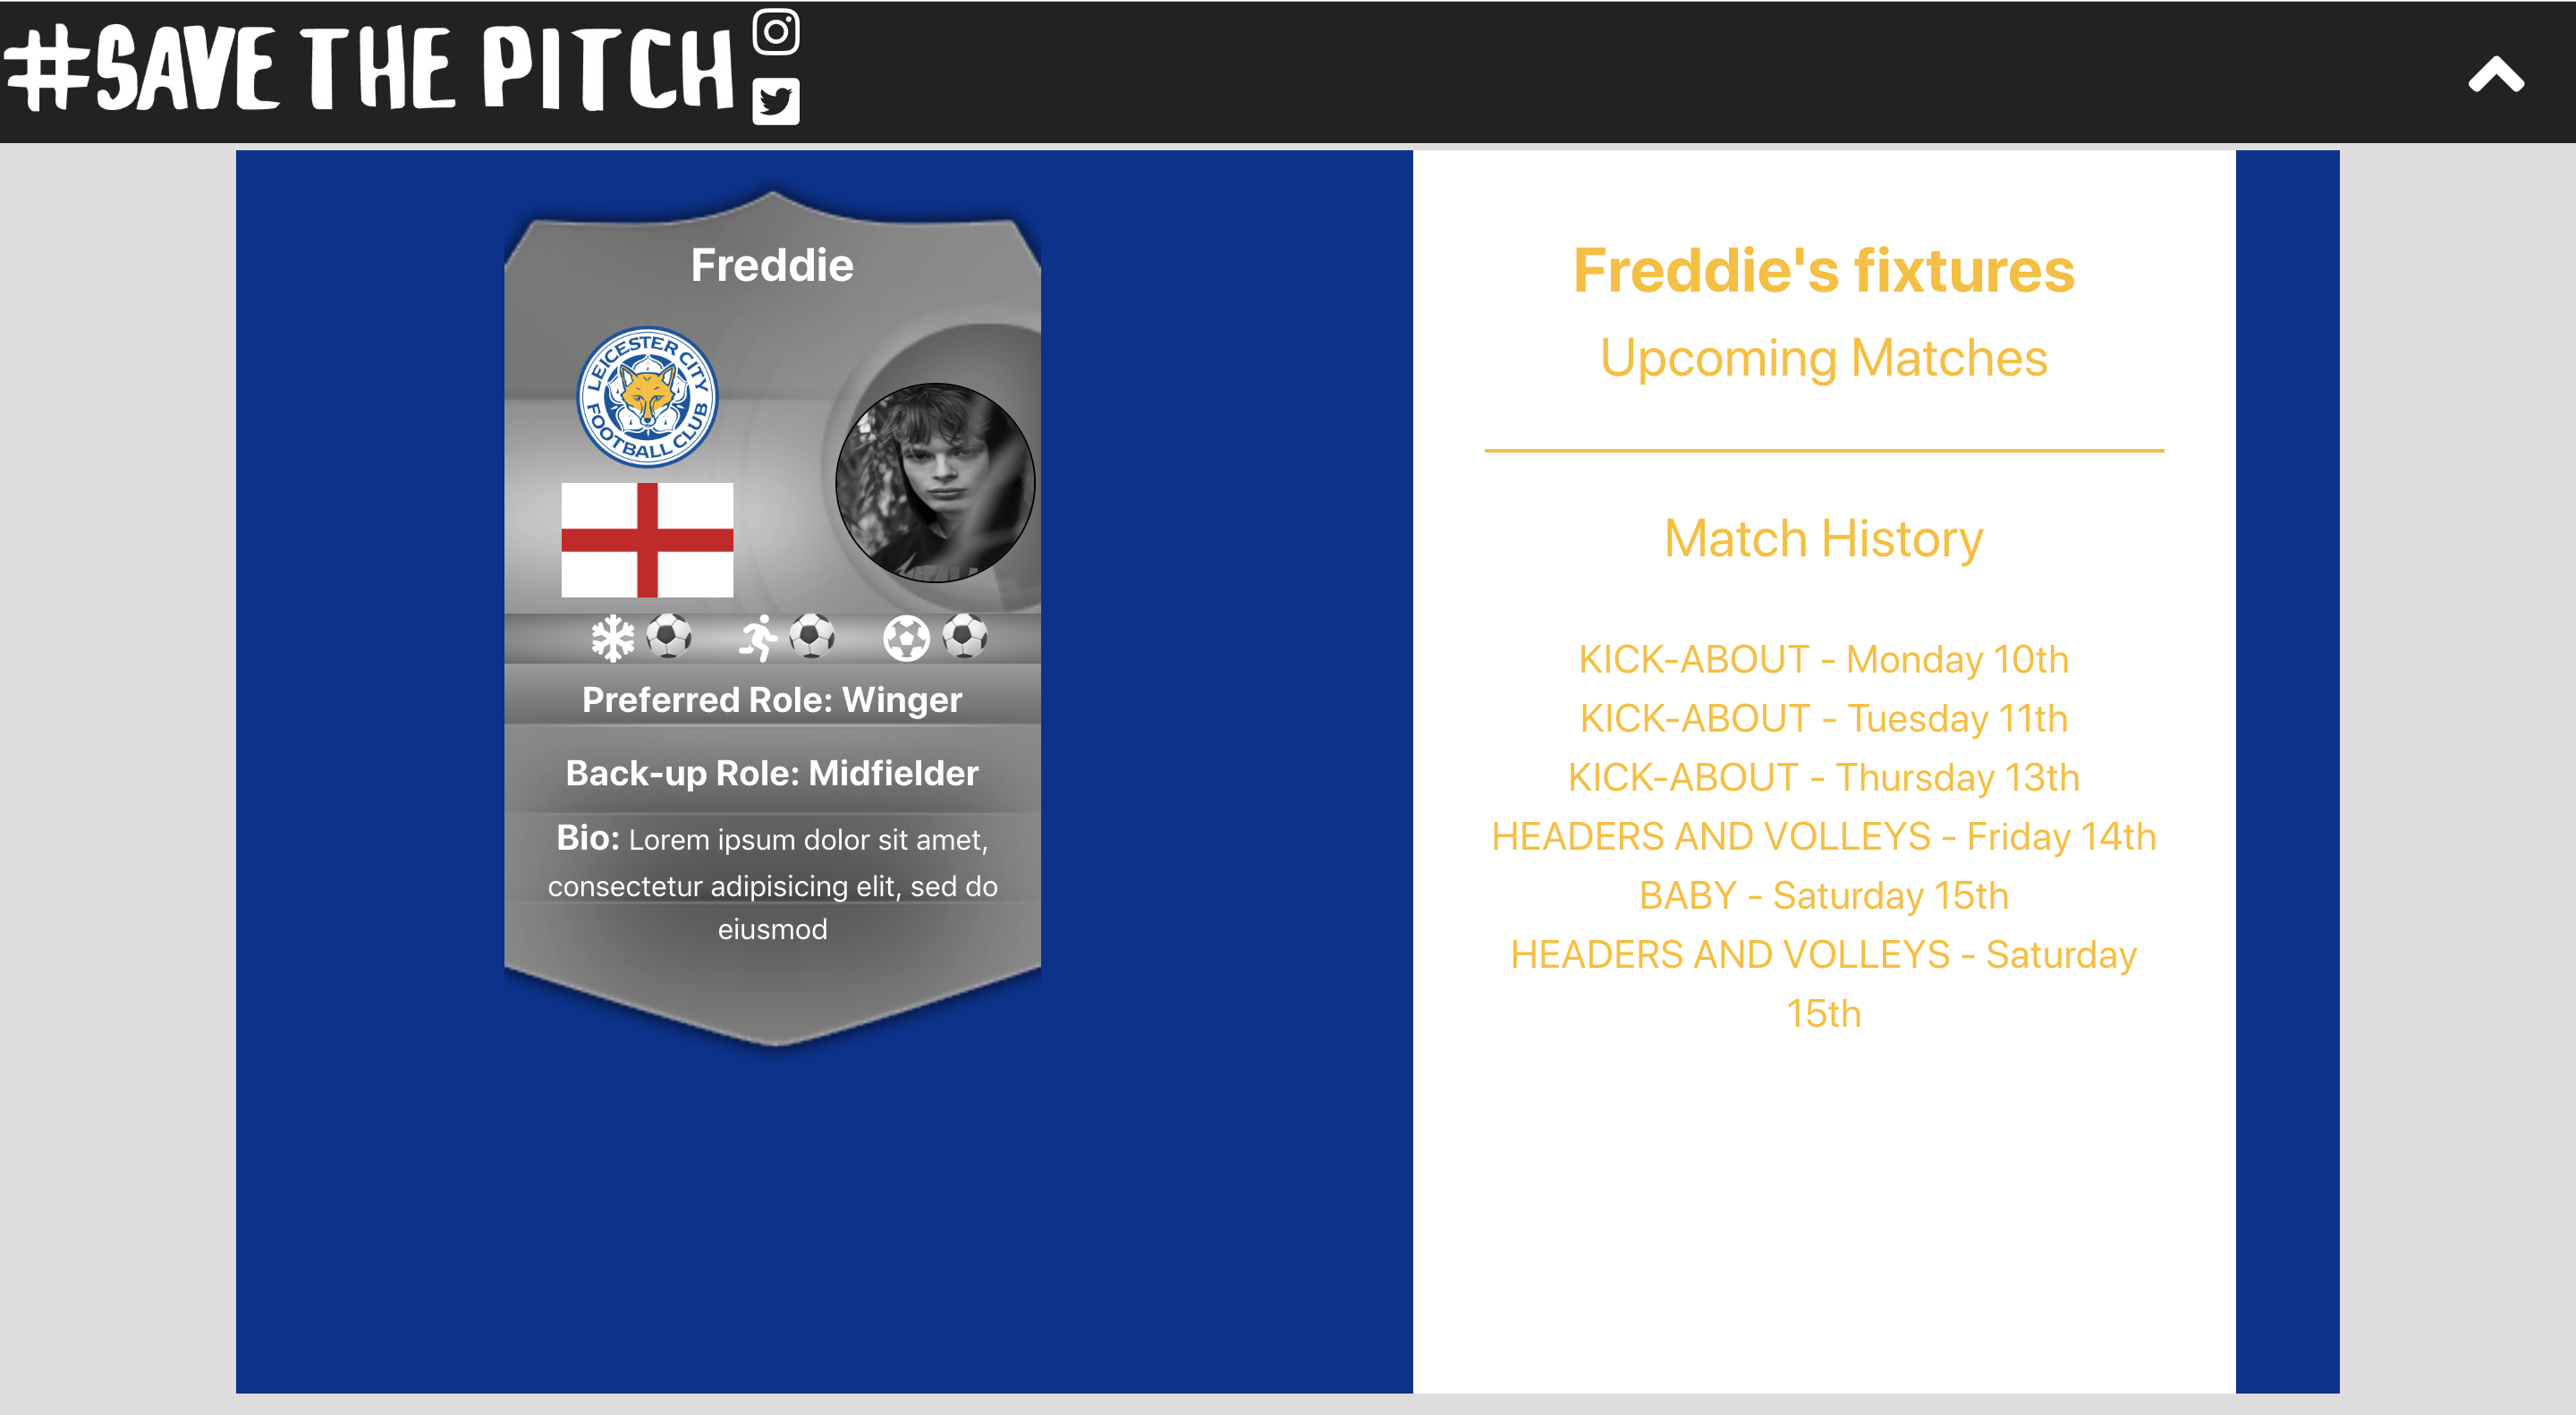 #SAVE THE PITCH
Freddie
LEICESTER CITY
FOOTBALL CLUB
Preferred Role: Winger
Back-up Role: Midfielder
Bio: Lorem ipsum dolor sit amet,
consectetur adipisicing elit, sed do
eiusmod
Freddie's fixtures
Upcoming Matches
Match History
KICK-ABOUT - Monday 10th
KICK-ABOUT - Tuesday 11th
KICK-ABOUT - Thursday 13th
HEADERS AND VOLLEYS - Friday 14th
BABY - Saturday 15th
HEADERS AND VOLLEYS - Saturday
15th